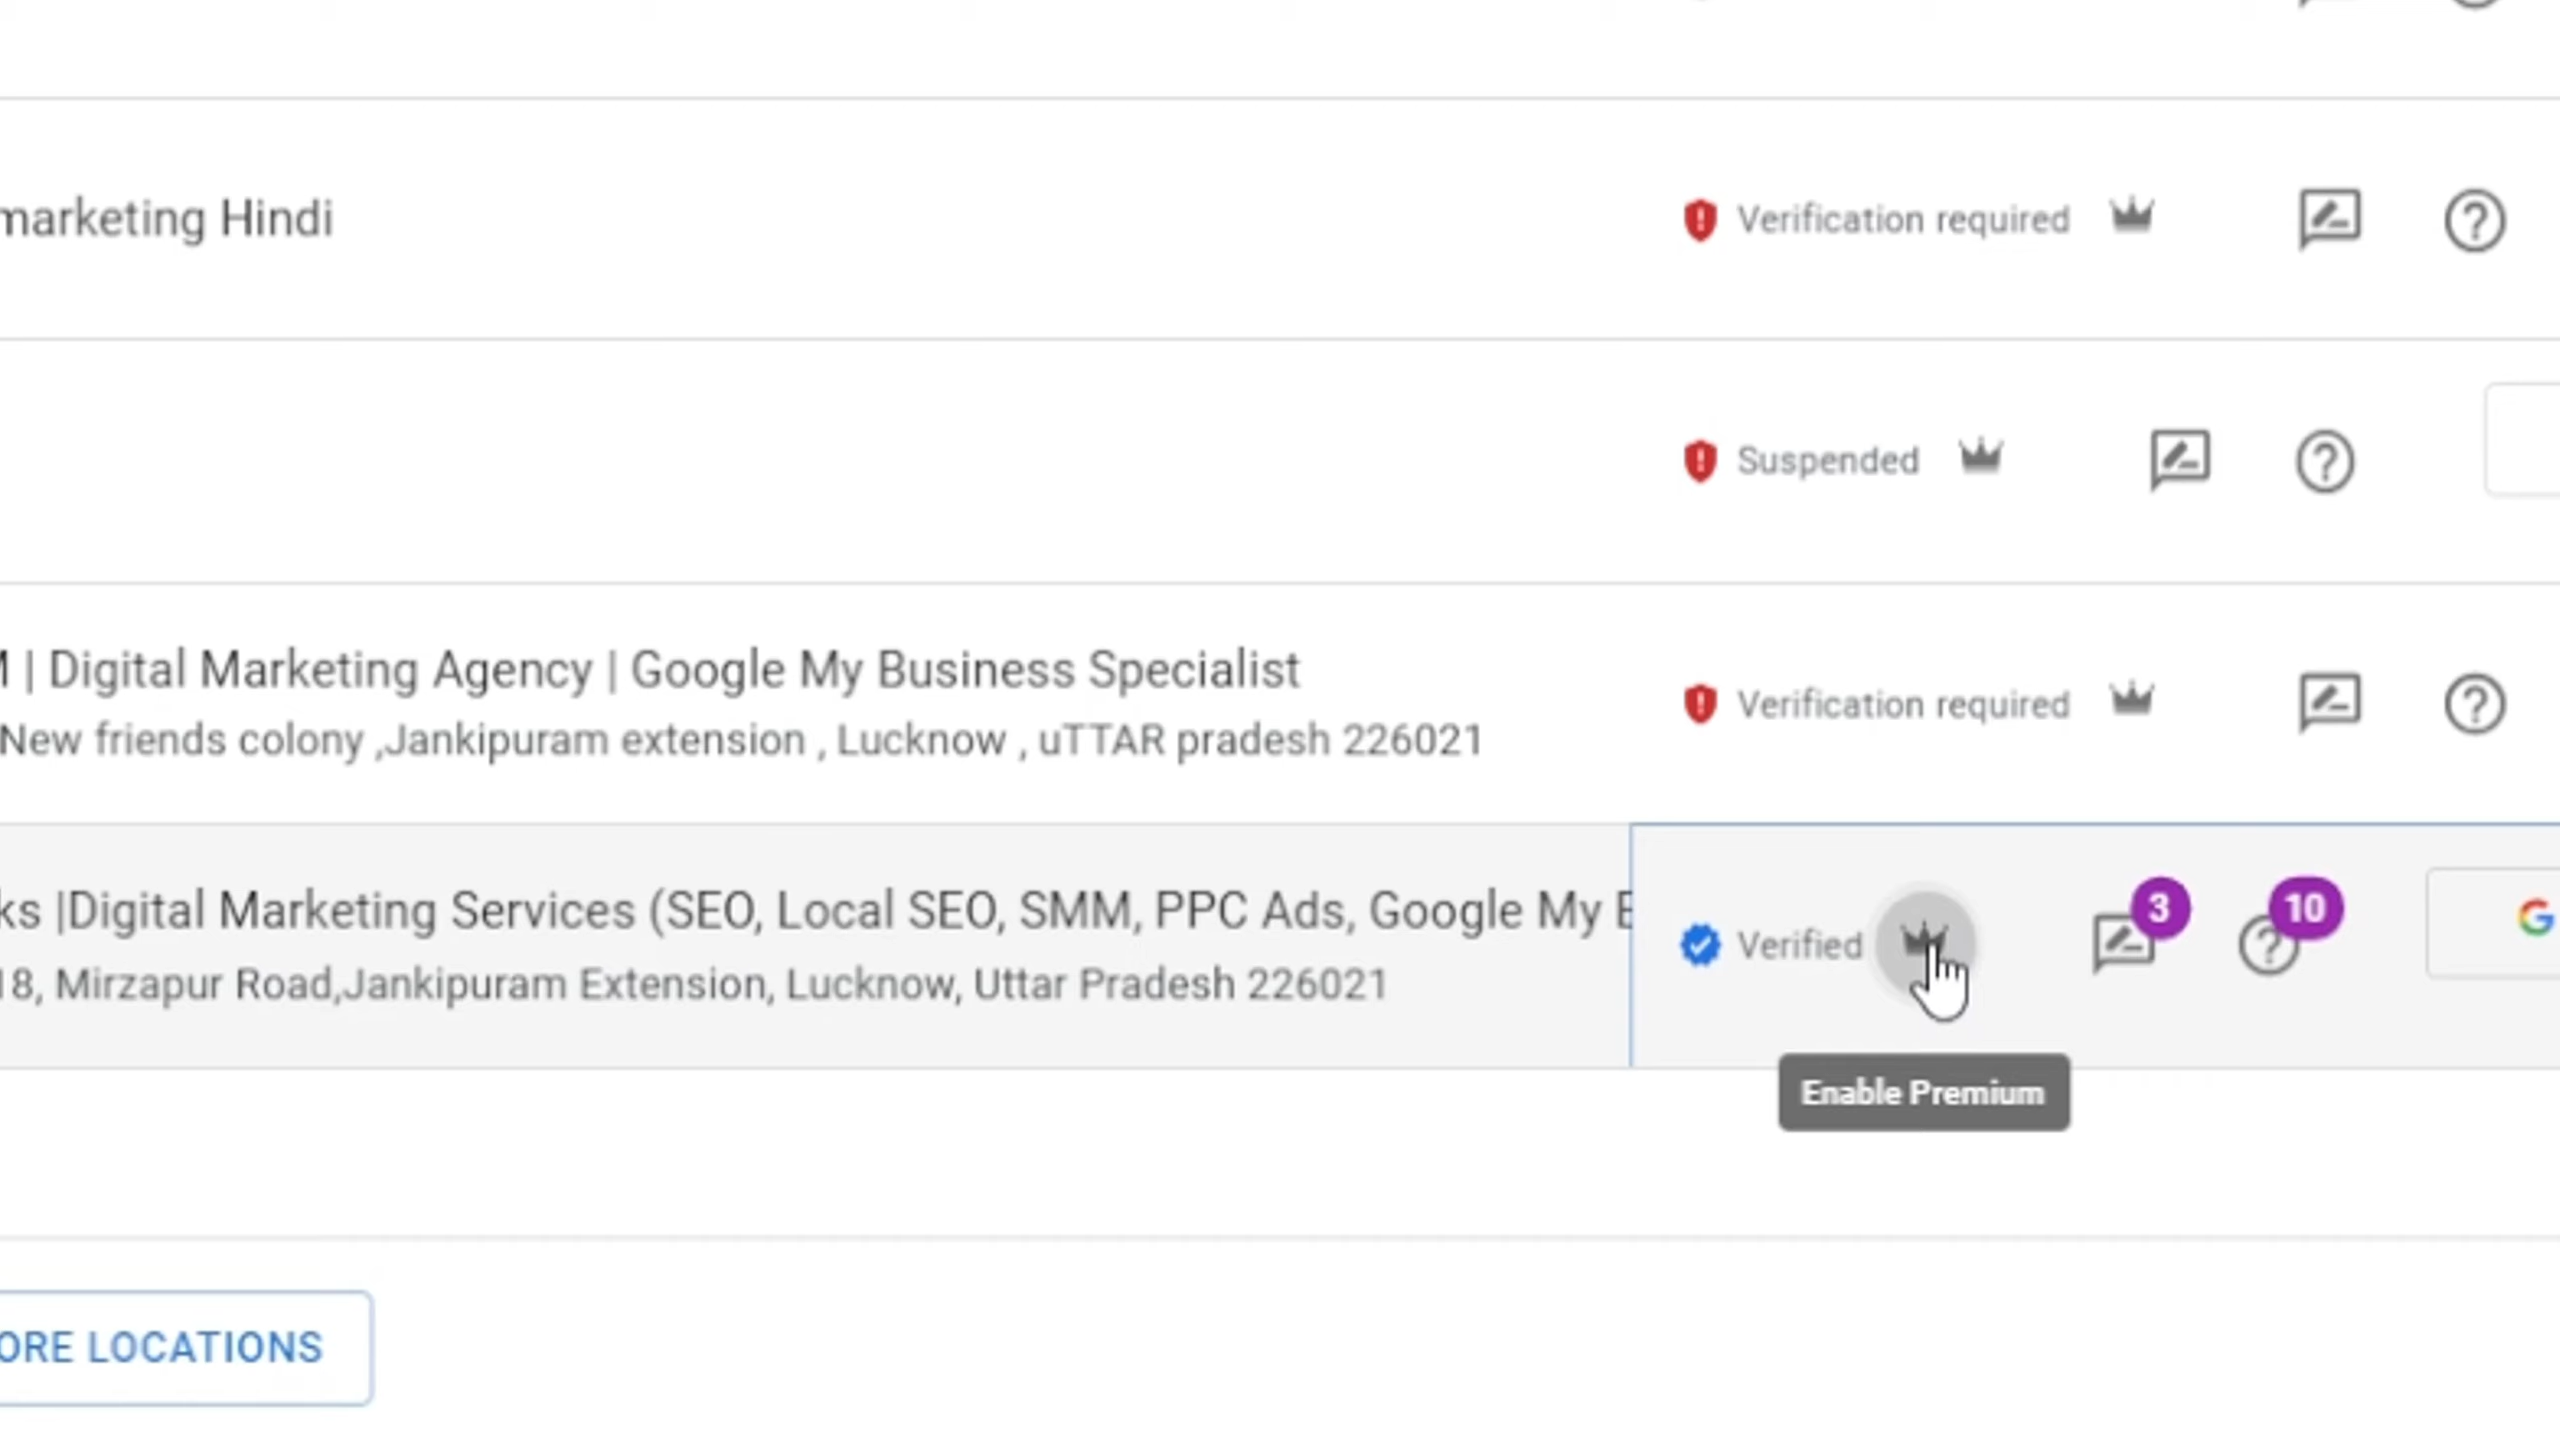 marketing Hindi
Verification required
Suspended
| Digital Marketing Agency | Google My Business Specialist
New friends colony ,Jankipuram extension , Lucknow , uTTAR pradesh 226021
Verification required
ks |Digital Marketing Services (SEO, Local SEO, SMM, PPC Ads, Google My
18, Mirzapur Road,Jankipuram Extension, Lucknow, Uttar Pradesh 226021
Verified
3
10
G
Enable Premium
ORE LOCATIONS